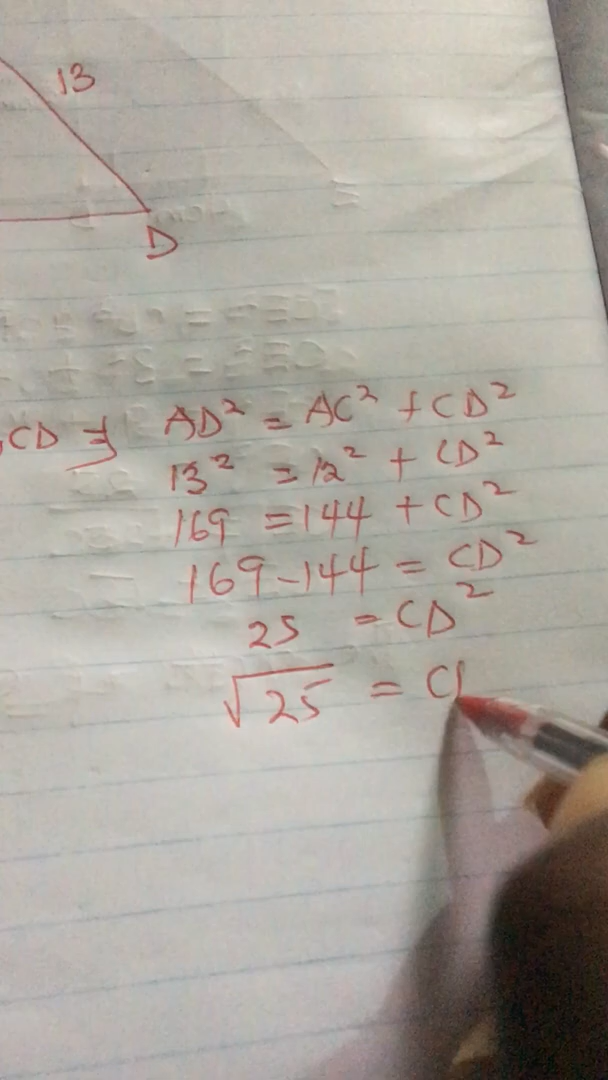 13
D
CD ⇒ AD² = AC² + CD²
13² = 12² + CD²
169 = 144 + CD²
169 - 144 = CD²
25 = CD²
√25 = C